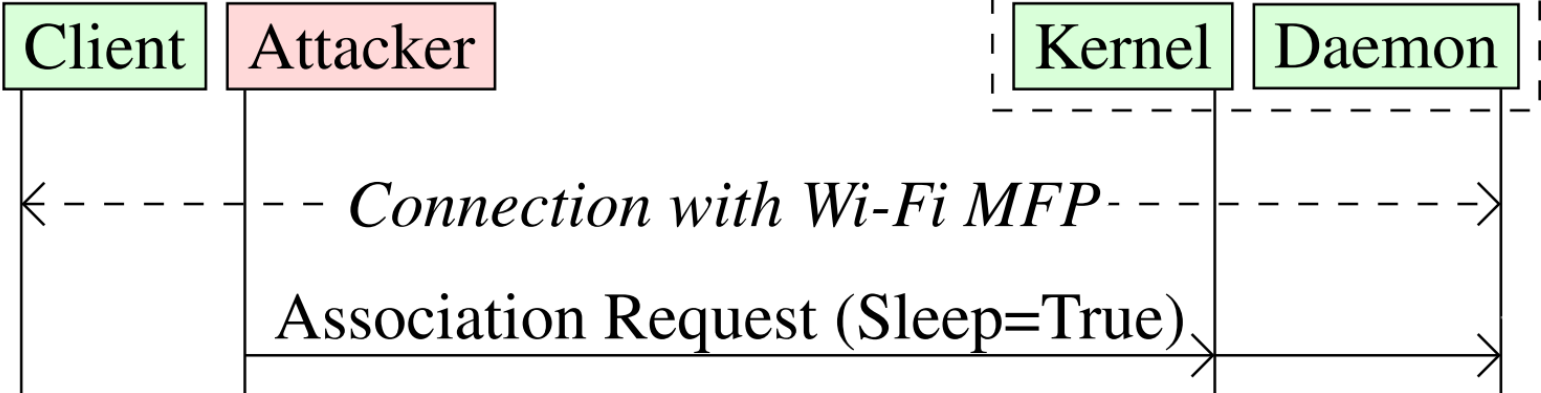 Client Attacker Kernel Daemon
Connection with Wi-Fi MFP
Association Request (Sleep=True)